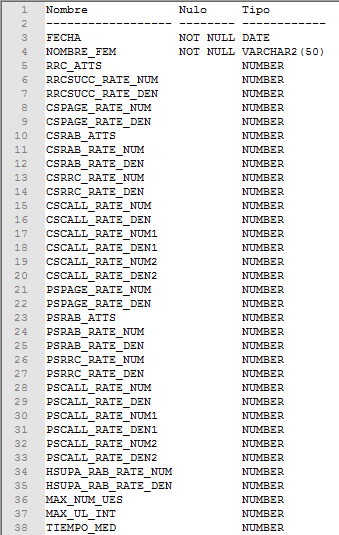 1 Nombre Nulo Tipo
2 ------------------ -------- ------------
3 FECHA NOT NULL DATE
4 NOMBRE_FEM NOT NULL VARCHAR2(50)
5 RRC_ATTS NUMBER
6 RRCSUCC_RATE_NUM NUMBER
7 RRCSUCC_RATE_DEN NUMBER
8 CSPAGE_RATE_NUM NUMBER
9 CSPAGE_RATE_DEN NUMBER
10 CSRAB_ATTS NUMBER
11 CSRAB_RATE_NUM NUMBER
12 CSRAB_RATE_DEN NUMBER
13 CSRRC_RATE_NUM NUMBER
14 CSRRC_RATE_DEN NUMBER
15 CSCALL_RATE_NUM NUMBER
16 CSCALL_RATE_DEN NUMBER
17 CSCALL_RATE_NUM1 NUMBER
18 CSCALL_RATE_DEN1 NUMBER
19 CSCALL_RATE_NUM2 NUMBER
20 CSCALL_RATE_DEN2 NUMBER
21 PSPAGE_RATE_NUM NUMBER
22 PSPAGE_RATE_DEN NUMBER
23 PSRAB_ATTS NUMBER
24 PSRAB_RATE_NUM NUMBER
25 PSRAB_RATE_DEN NUMBER
26 PSRRC_RATE_NUM NUMBER
27 PSRRC_RATE_DEN NUMBER
28 PSCALL_RATE_NUM NUMBER
29 PSCALL_RATE_DEN NUMBER
30 PSCALL_RATE_NUM1 NUMBER
31 PSCALL_RATE_DEN1 NUMBER
32 PSCALL_RATE_NUM2 NUMBER
33 PSCALL_RATE_DEN2 NUMBER
34 HSUPA_RAB_RATE_NUM NUMBER
35 HSUPA_RAB_RATE_DEN NUMBER
36 MAX_NUM_UES NUMBER
37 MAX_UL_INT NUMBER
38 TIEMPO_MED NUMBER